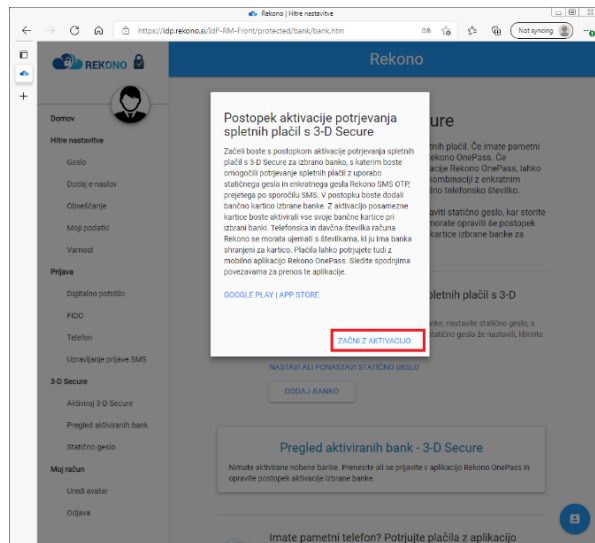 Rekono | Hitre nastavitve
https://idp.rekono.si/IdP-RM-Front/protected/bank/bank.htm
Not syncing
REKONO
Rekono
Domov
Hitre nastavitve
Geslo
Dodaj e-naslov
Obveščanje
Moji podatki
Varnost
Prijava
Digitalno potrdilo
FIDO
Telefon
Upravljanje prijave SMS
3-D Secure
Aktiviraj 3-D Secure
Pregled aktiviranih bank
Statično geslo
Moj račun
Uredi avatar
Odjava
Postopek aktivacije potrjevanja
spletnih plačil s 3-D Secure
Začeli boste s postopkom aktivacije potrjevanja spletnih
plačil s 3-D Secure za izbrano banko, s katerim boste
omogočili potrjevanje spletnih plačil z uporabo
statičnega gesla in enkratnega gesla Rekono SMS OTP,
prejetega po sporočilu SMS. V postopku boste dodali
bančno kartico izbrane banke. Z aktivacijo posamezne
kartice boste aktivirali vse svoje bančne kartice pri
izbrani banki. Telefonska in davčna številka računa
Rekono se morata ujemati s številkama, ki ju ima banka
shranjeni za kartico. Plačila lahko potrjujete tudi z
mobilno aplikacijo Rekono OnePass. Sledite spodnjima
povezavama za prenos te aplikacije.
GOOGLE PLAY | APP STORE
ZAČNI Z AKTIVACIJO
ure
tnih plačil. Če imate pametni
ekono OnePass. Če
acije Rekono OnePass, lahko
kombinaciji z enkratnim
lno telefonsko številko.
aviti statično geslo, kar storite
morate opraviti še postopek
kartice izbrane banke za
pletnih plačil s 3-D
nke, nastavite statično geslo, s
statično geslo že nastavili, kliknite
NASTAVI ALI PONASTAVI STATIČNO GESLO
DODAJ BANKO
Pregled aktiviranih bank - 3-D Secure
Nimate aktivirane nobene banke. Prenesite ali se prijavite v aplikacijo Rekono OnePass in
opravite postopek aktivacije izbrane banke.
Imate pametni telefon? Potrjujte plačila z aplikacijo